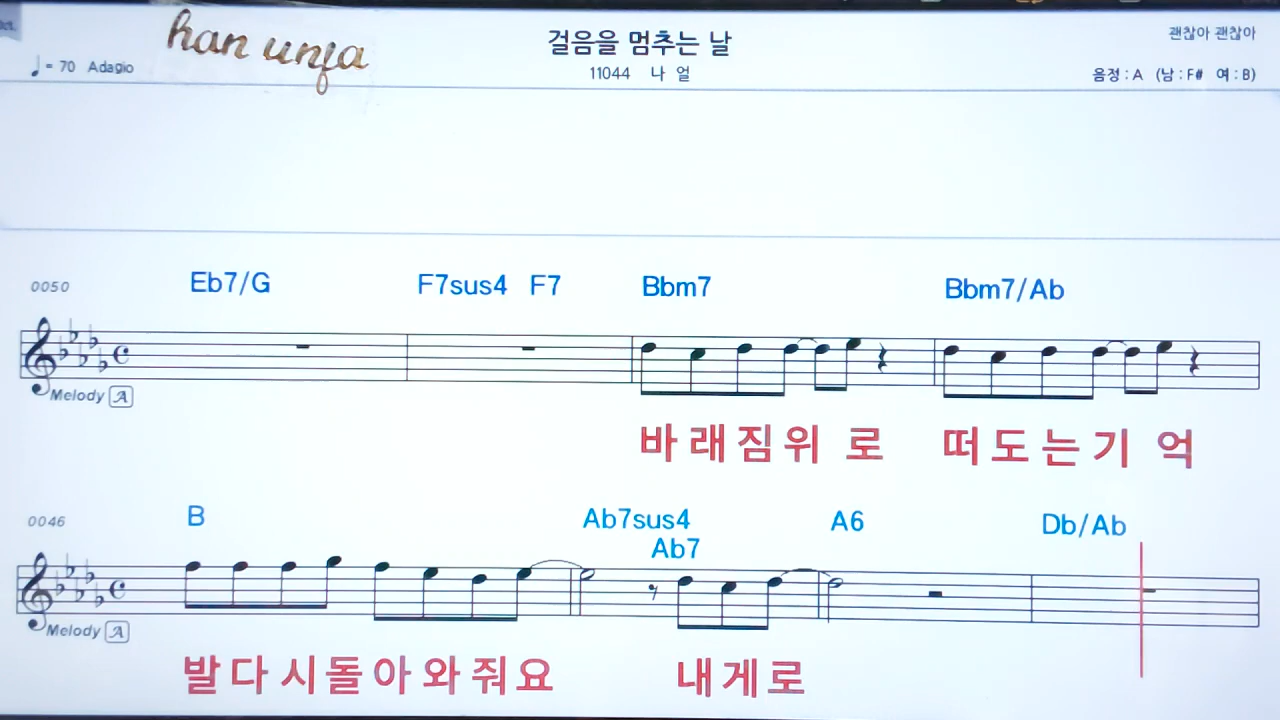 han unja
걸음을 멈추는 날
괜찮아 괜찮아
♩= 70 Adagio
11044 나 얼
음정 : A (남 : F# 여 : B)
0050 Eb7/G F7sus4 F7 Bbm7 Bbm7/Ab
Melody A
바 래 짐 위 로 떠 도 는 기 억
0046 B Ab7sus4 A6 Db/Ab
Ab7
Melody A
발 다 시 돌 아 와 줘 요 내 게 로